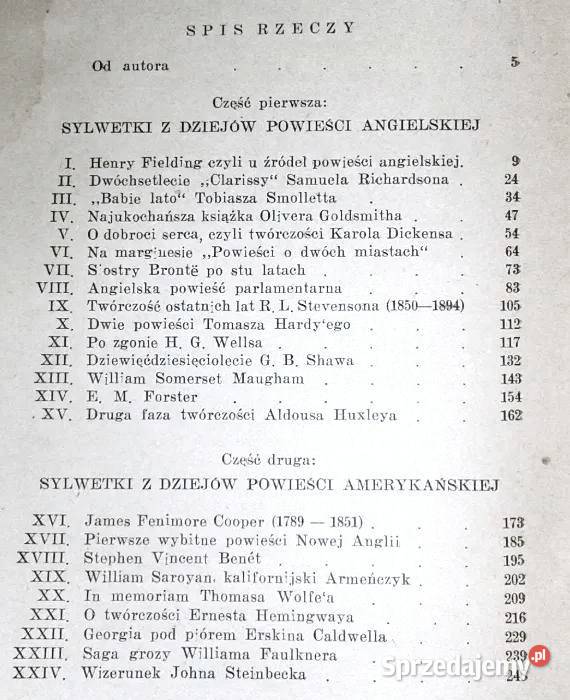 SPIS RZECZY
Od autora . . . . . . 5
Część pierwsza:
SYLWETKI Z DZIEJÓW POWIEŚCI ANGIELSKIEJ
I. Henry Fielding czyli u źródeł powieści angielskiej. 9
II. Dwóchsetlecie „Clarissy“ Samuela Richardsona . 24
III. „Babie lato“ Tobiasza Smolletta . . . 34
IV. Najukochańsza książka Olivera Goldsmitha . . 47
V. O dobroci serca, czyli twórczości Karola Dickensa . 54
VI. Na marginesie „Powieści o dwóch miastach“ . 64
VII. Siostry Brontë po stu latach . . . . 73
VIII. Angielska powieść parlamentarna . . . 83
IX. Twórczość ostatnich lat R. L. Stevensona (1850—1894) 105
X. Dwie powieści Tomasza Hardy'ego . . . 112
XI. Po zgonie H. G. Wellsa . . . . 117
XII. Dziewięćdziesięciolecie G. B. Shawa . . . 132
XIII. William Somerset Maugham . . . . 143
XIV. E. M. Forster . . . . . 154
XV. Druga faza twórczości Aldousa Huxleya . . 162
Część druga:
SYLWETKI Z DZIEJÓW POWIEŚCI AMERYKAŃSKIEJ
XVI. James Fenimore Cooper (1789 — 1851) . . . 173
XVII. Pierwsze wybitne powieści Nowej Anglii . . 185
XVIII. Stephen Vincent Benét . . . . 195
XIX. William Saroyan, kalifornijski Armeńczyk . . 202
XX. In memoriam Thomasa Wolfe'a . . . 209
XXI. O twórczości Ernesta Hemingwaya . . . 216
XXII. Georgia pod piórem Erskina Caldwella . . 229
XXIII. Saga grozy Williama Faulknera . . . 239
XXIV. Wizerunek Johna Steinbecka . . .
Sprzedajemy.pl